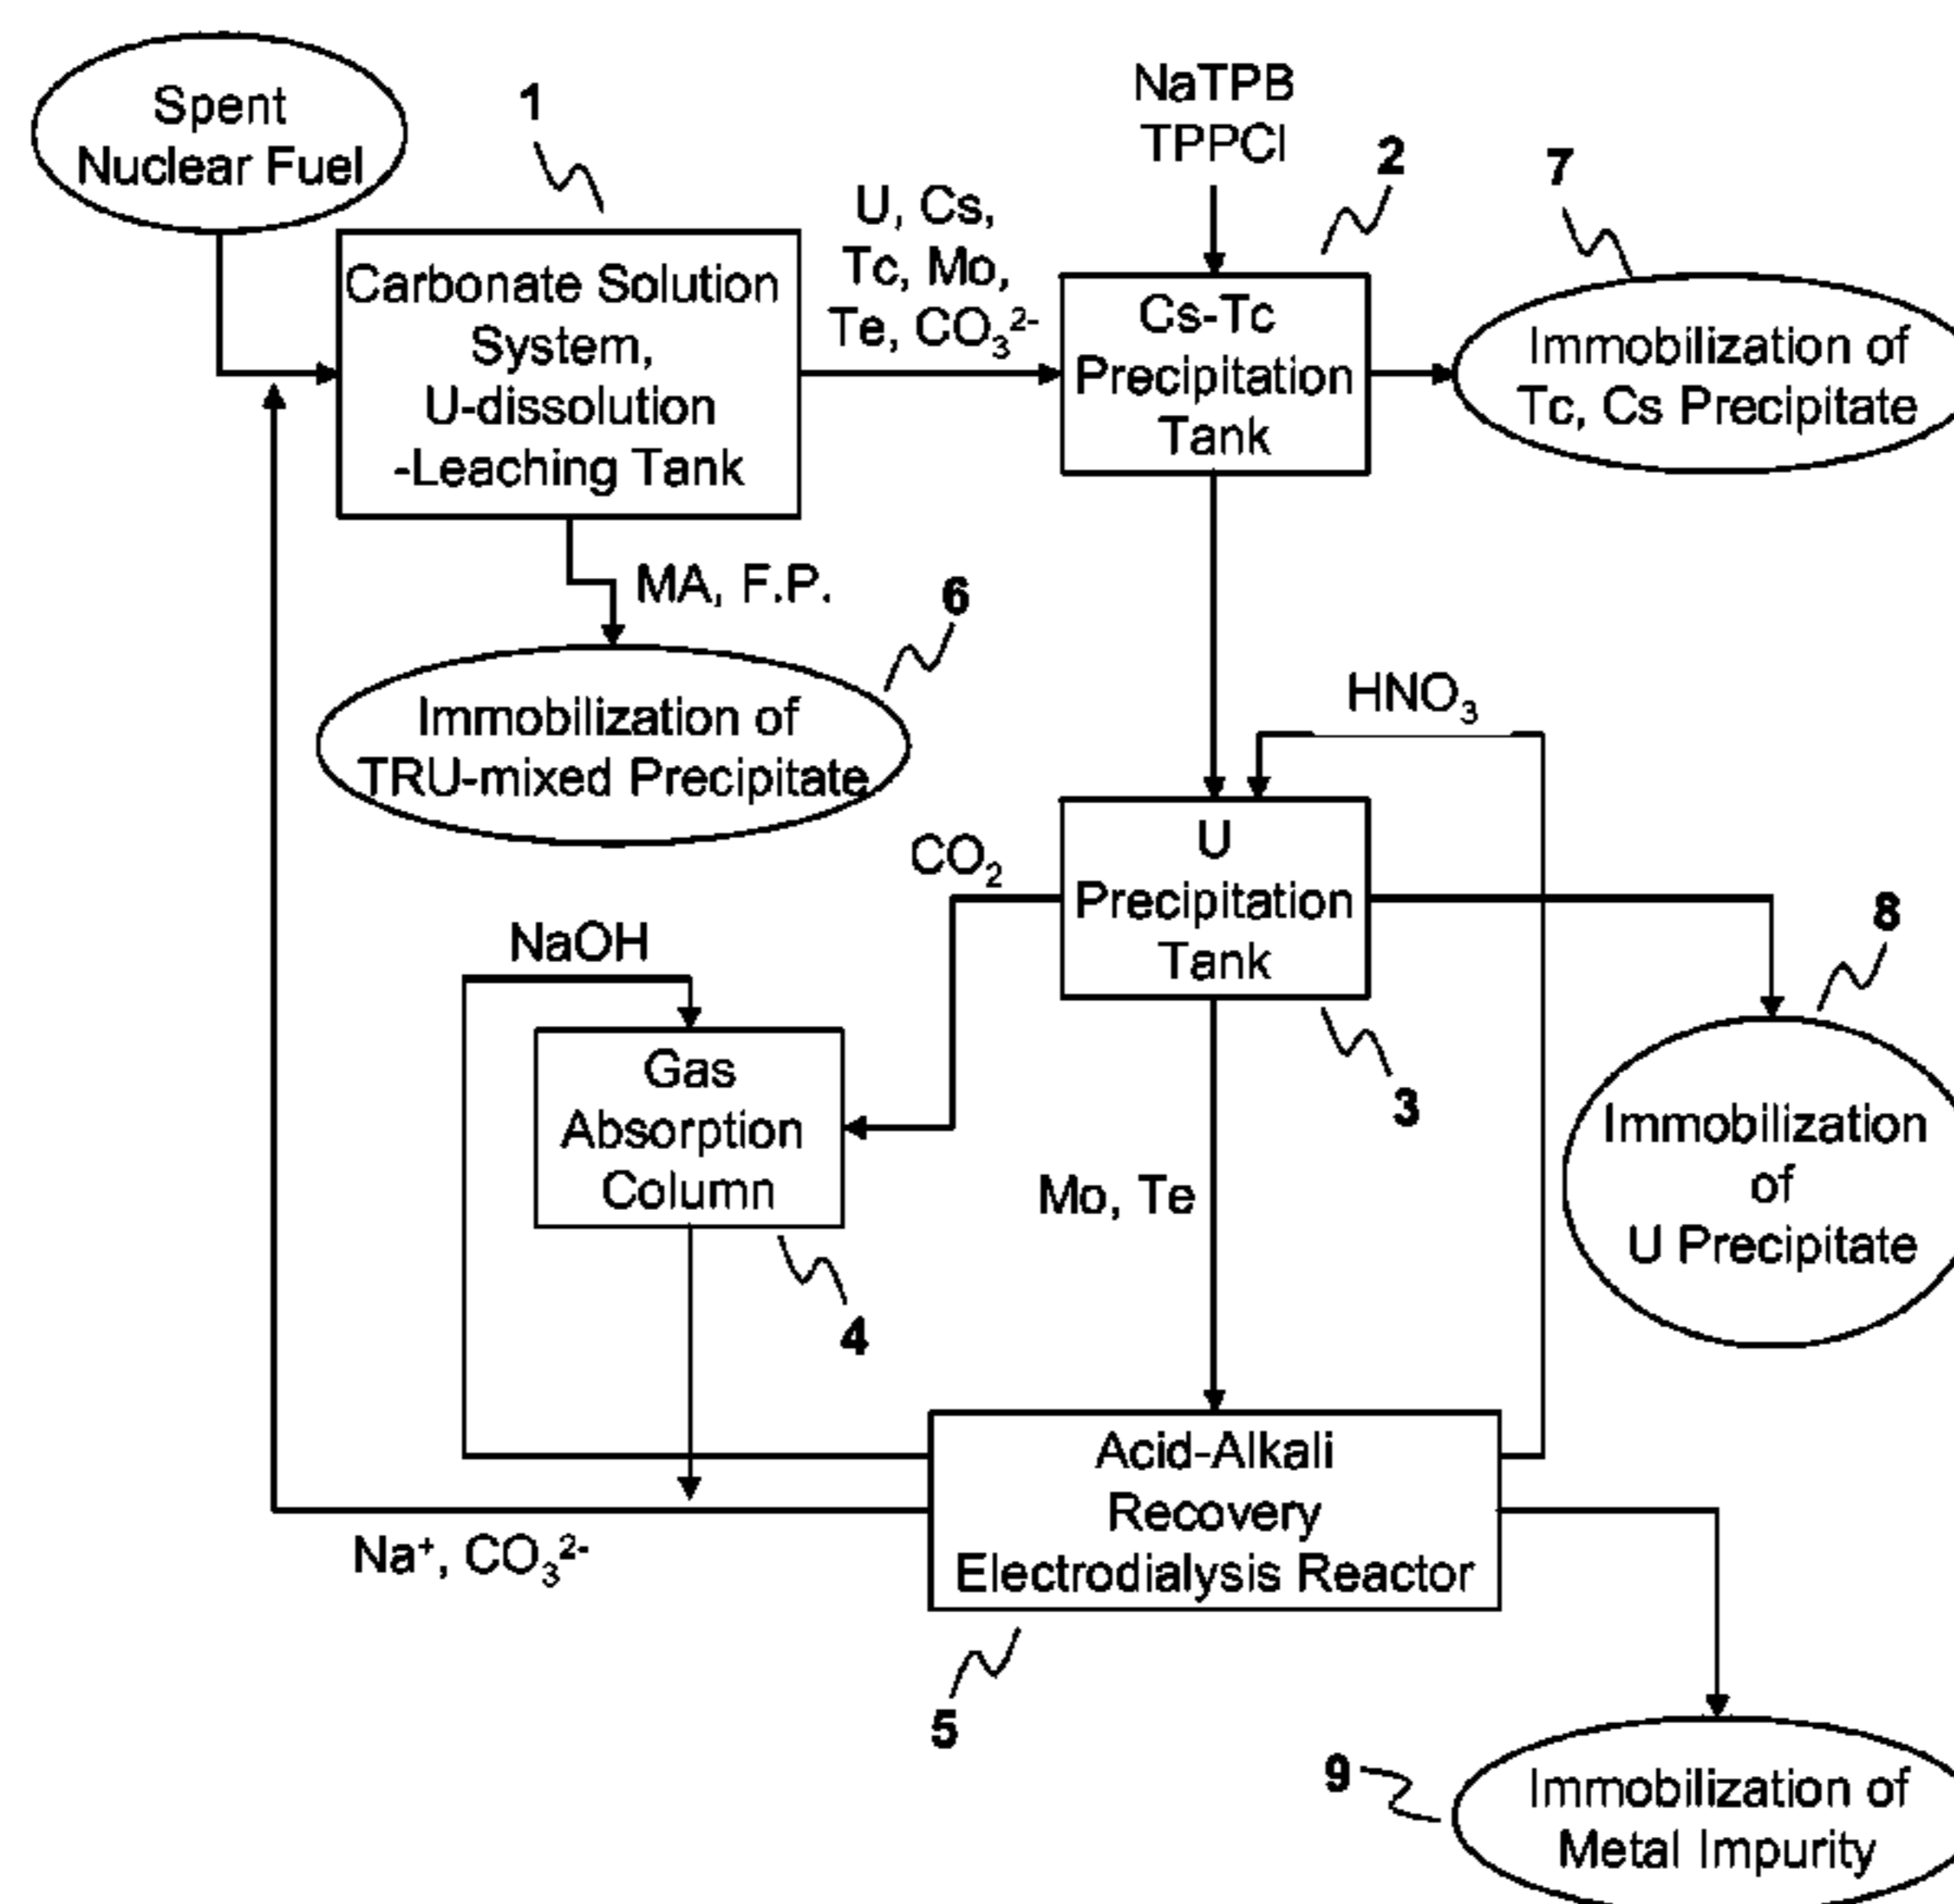 Spent
Nuclear Fuel
1
Carbonate Solution
System,
U-dissolution
-Leaching Tank
U, Cs,
Tc, Mo,
Te, CO₃²⁻
NaTPB
TPPCl
2
Cs-Tc
Precipitation
Tank
7
Immobilization of
Tc, Cs Precipitate
MA, F.P.
6
Immobilization of
TRU-mixed Precipitate
HNO₃
U
Precipitation
Tank
3
CO₂
NaOH
Gas
Absorption
Column
4
8
Immobilization
of
U Precipitate
Mo, Te
Acid-Alkali
Recovery
Electrodialysis Reactor
5
Na⁺, CO₃²⁻
9
Immobilization of
Metal Impurity